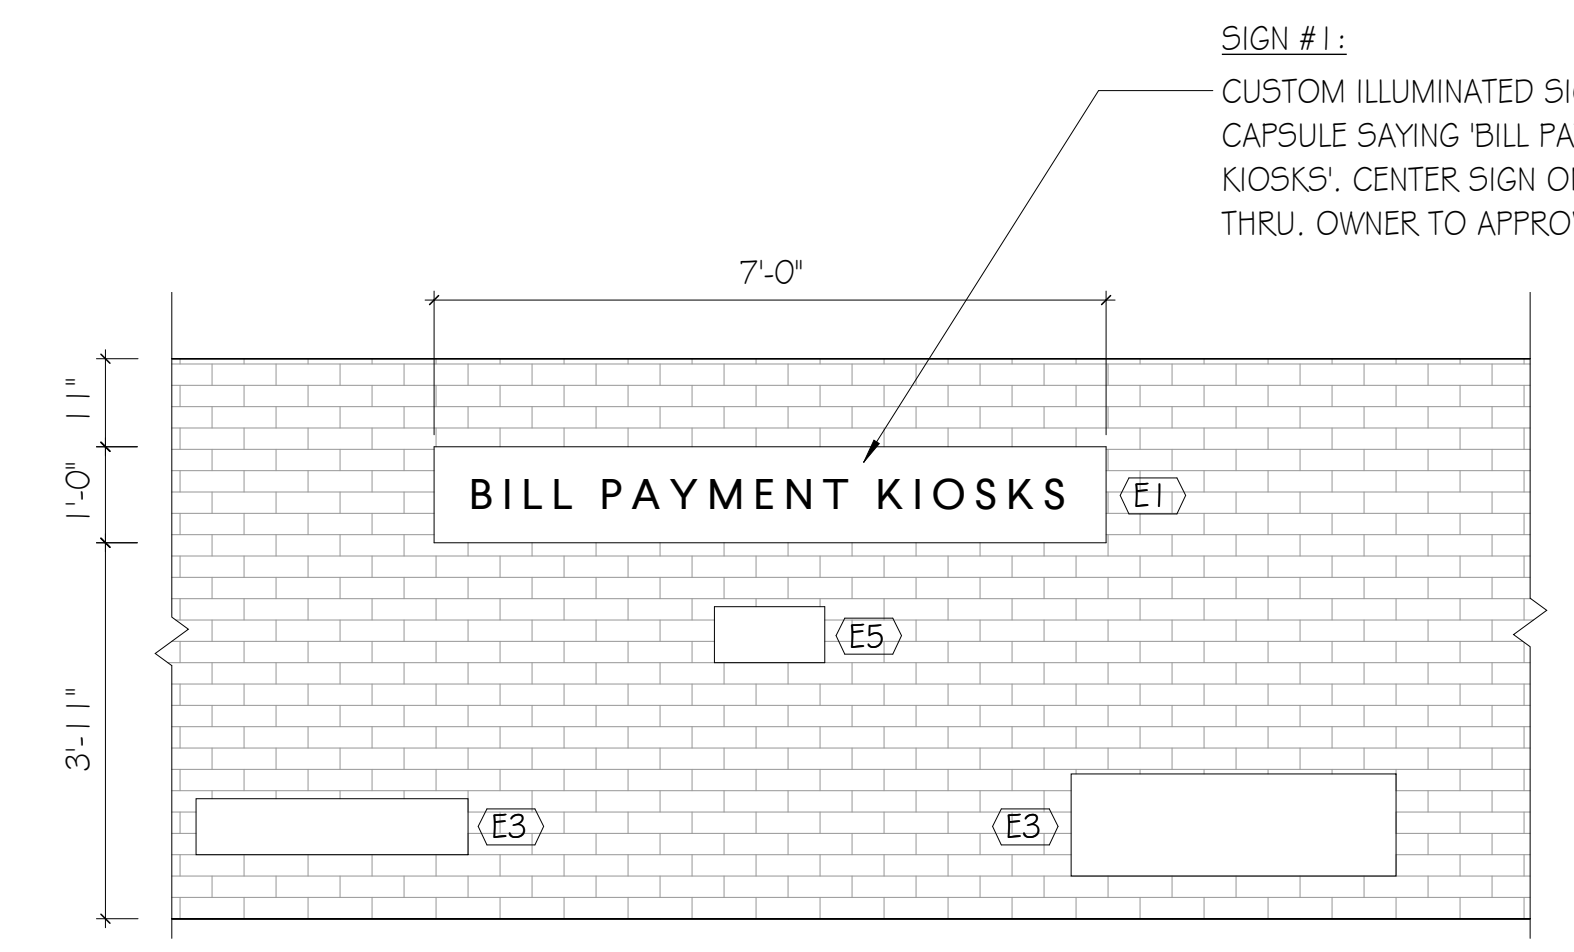 SIGN #1:
CUSTOM ILLUMINATED
CAPSULE SAYING 'BILL
KIOSKS'. CENTER SIGN
THRU. OWNER TO
7'-0"
11"
1'-0"
BILL PAYMENT KIOSKS
E1
E5
3'-11"
E3
E3